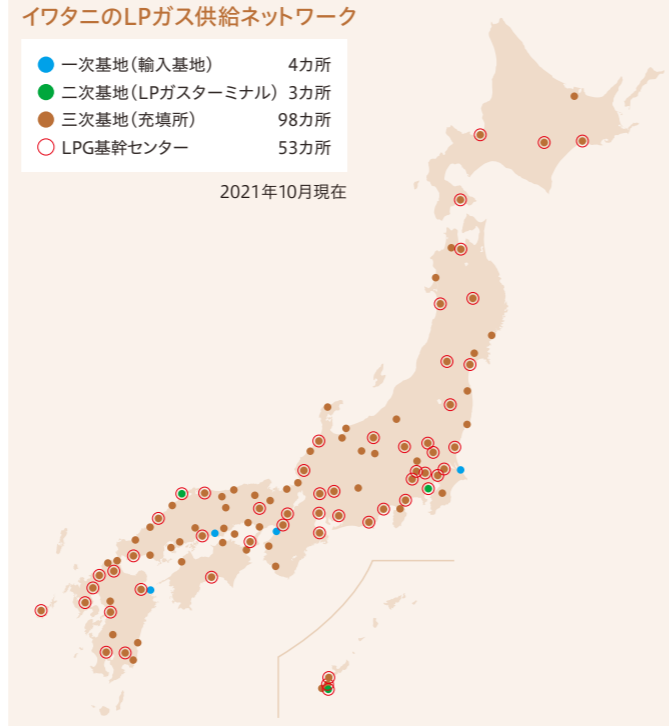 イワタニのLPガス供給ネットワーク
一次基地（輸入基地） 4カ所
二次基地（LPガスターミナル） 3カ所
三次基地（充填所） 98カ所
LPG基幹センター 53カ所
2021年10月現在